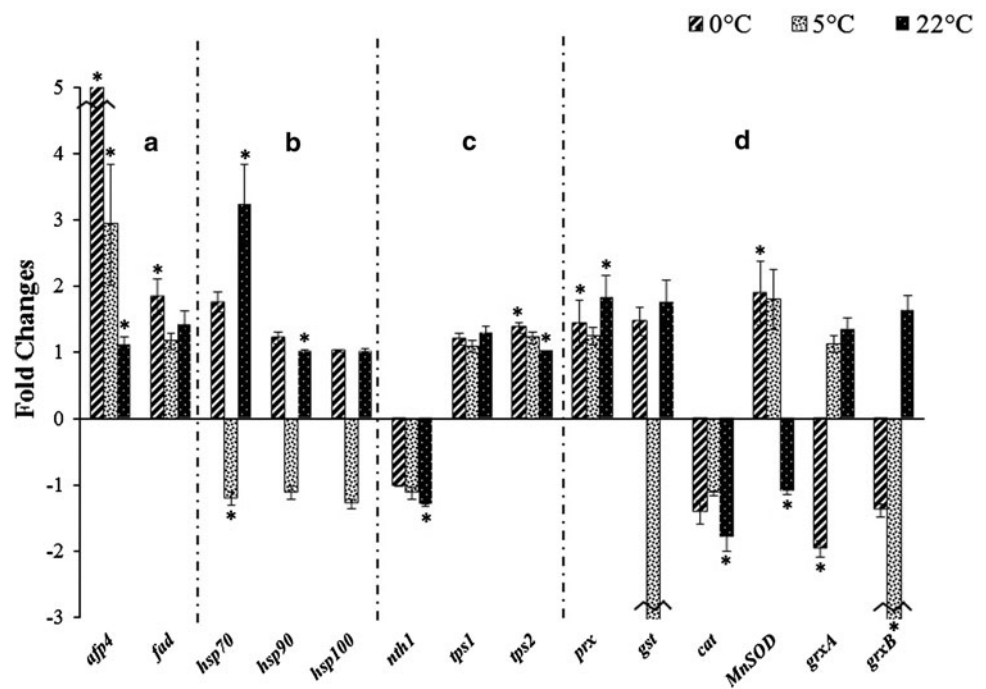 0°C 5°C 22°C
Fold Changes
5
4
3
2
1
0
-1
-2
-3
a b c d
* * * * * * * * * * * * * * * * *
afp4 fad hsp70 hsp90 hsp100 nth1 tps1 tps2 prx gst cat MnSOD grxA grxB